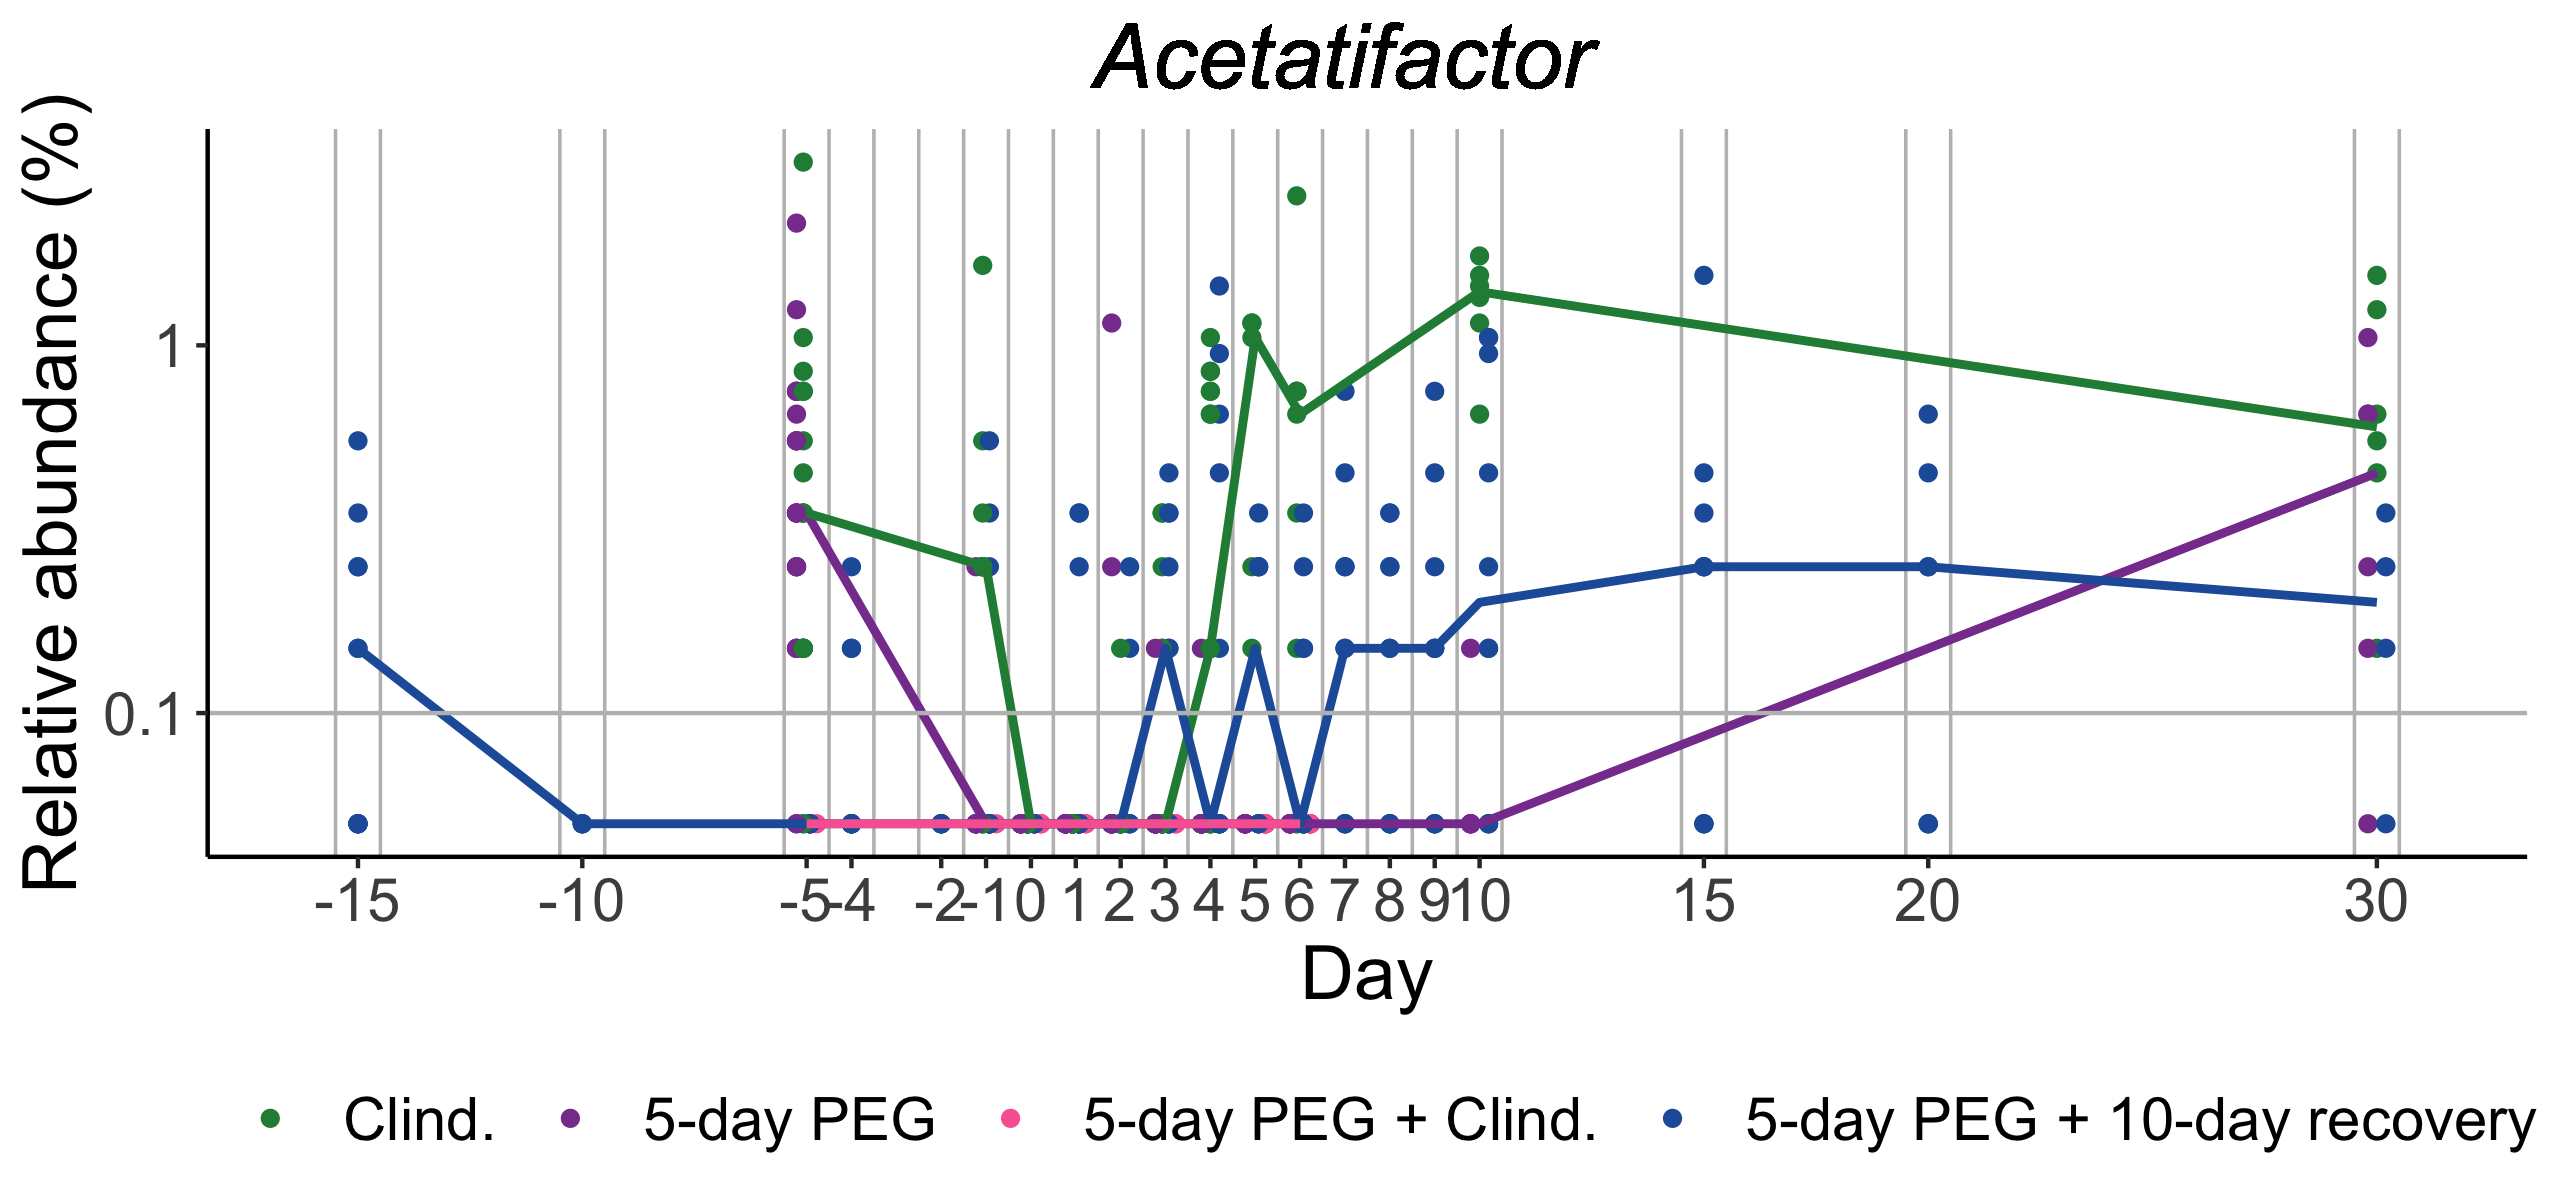 Acetatifactor
Relative abundance (%)
1
0.1
-15 -10 -5 -4 -2 -1 0 1 2 3 4 5 6 7 8 9 10 15 20 30
Day
Clind. 5-day PEG 5-day PEG + Clind. 5-day PEG + 10-day recovery